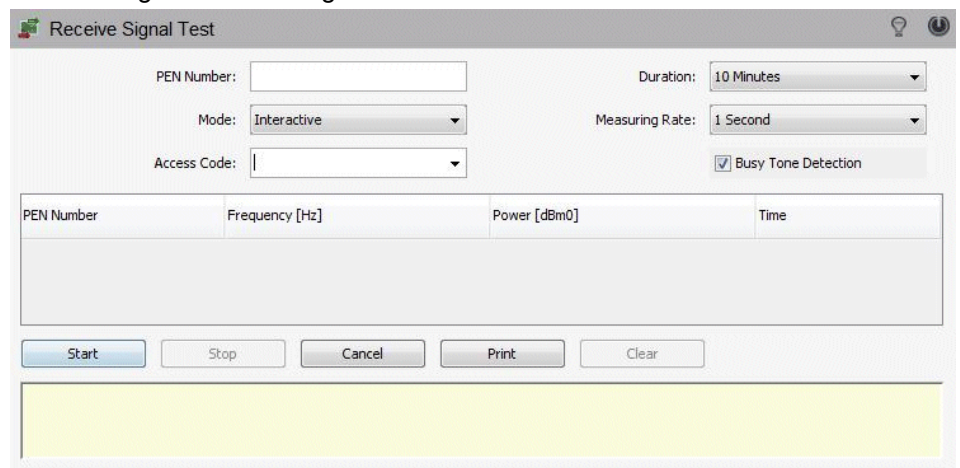 Receive Signal Test
PEN Number:
Duration: 10 Minutes
Mode: Interactive
Measuring Rate: 1 Second
Access Code:
Busy Tone Detection
PEN Number Frequency [Hz] Power [dBm0] Time
Start Stop Cancel Print Clear